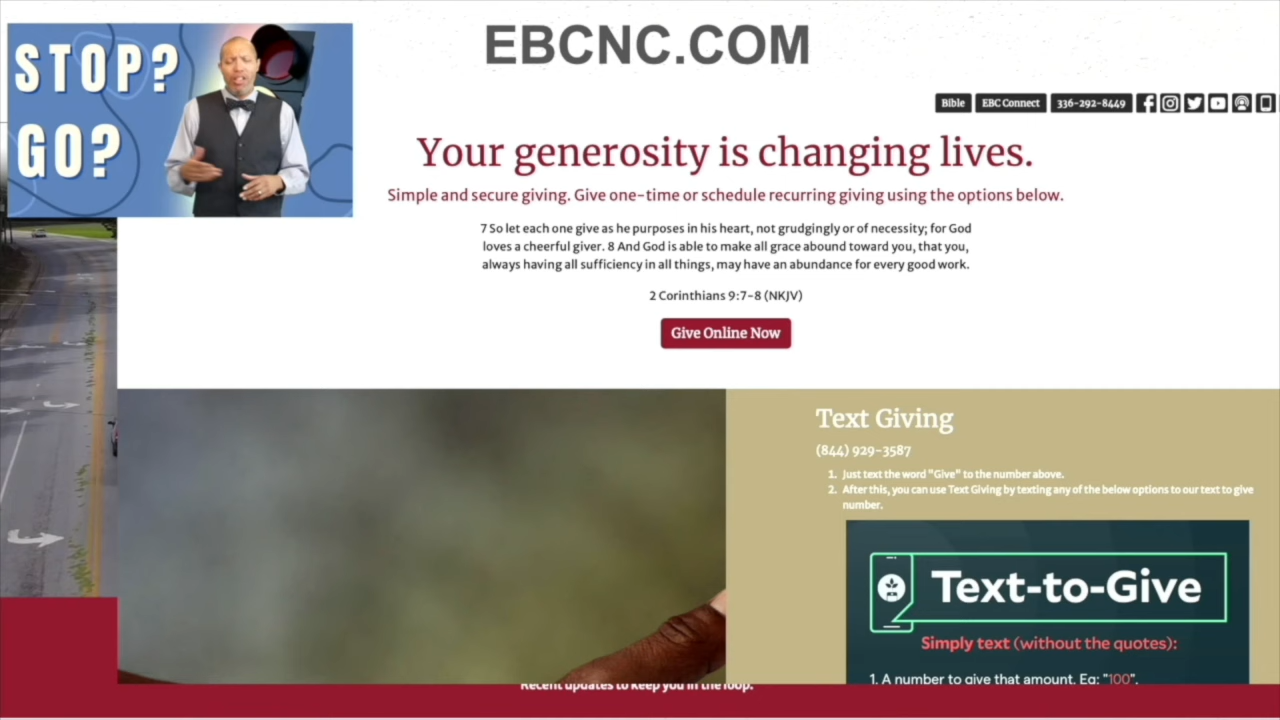 STOP?
GO?
EBCNC.COM
Bible
EBC Connect
336-292-8449
Your generosity is changing lives.
Simple and secure giving. Give one-time or schedule recurring giving using the options below.
7 So let each one give as he purposes in his heart, not grudgingly or of necessity; for God
loves a cheerful giver. 8 And God is able to make all grace abound toward you, that you,
always having all sufficiency in all things, may have an abundance for every good work.
2 Corinthians 9:7-8 (NKJV)
Give Online Now
Text Giving
(844) 929-3587
1. Just text the word "Give" to the number above.
2. After this, you can use Text Giving by texting any of the below options to our text to give
number.
Text-to-Give
Simply text (without the quotes):
1. A number to give that amount. Eg: "100".
Recent updates to keep you in the loop.